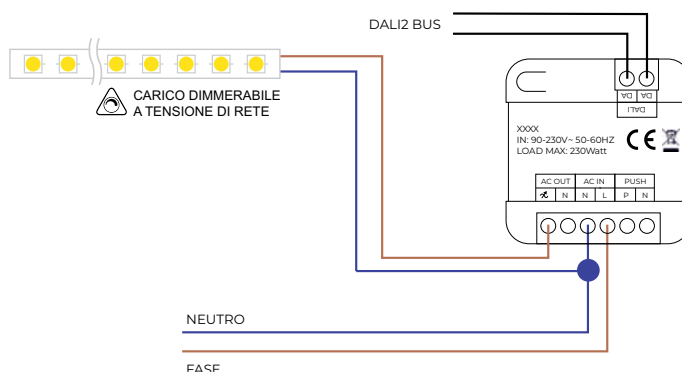 DALI2 BUS
CARICO DIMMERABILE
A TENSIONE DI RETE
DA DA
DALI
XXXX
IN: 90-230V~ 50-60HZ
LOAD MAX: 230Watt
CE
AC OUT AC IN PUSH
N N L P N
NEUTRO
FASE